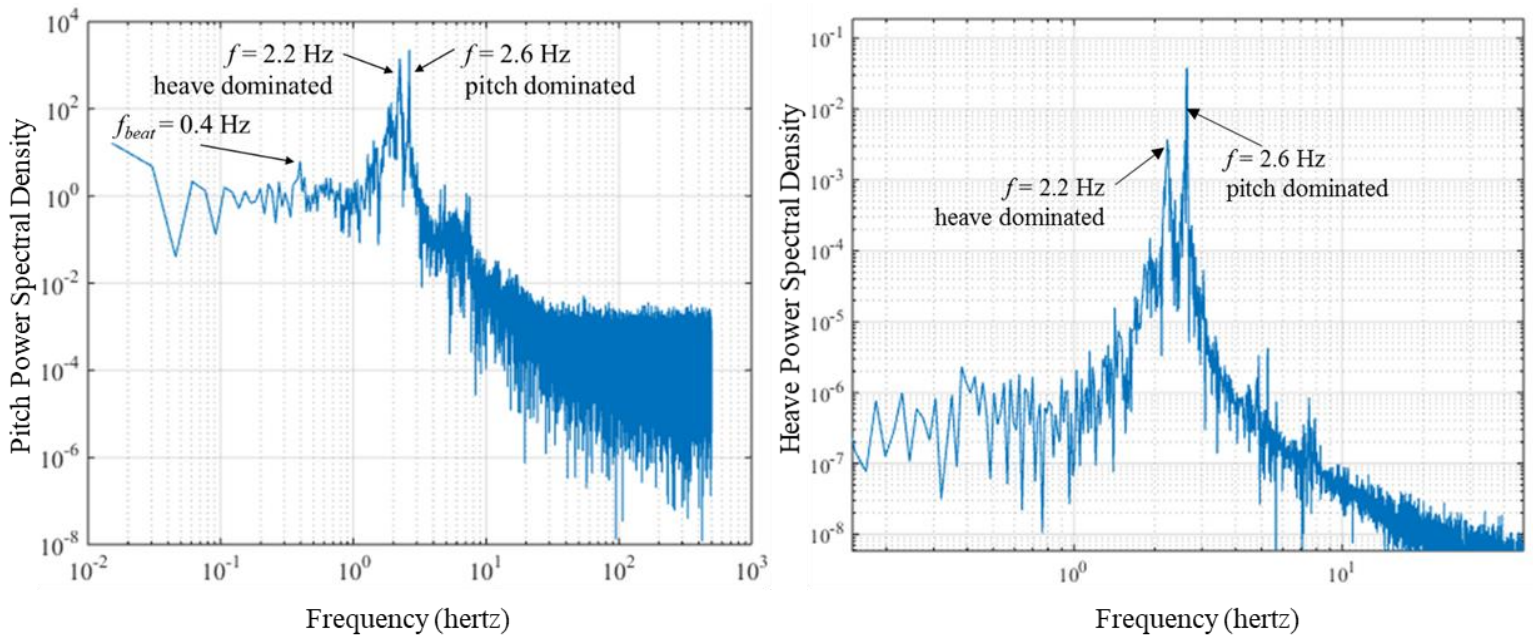 10^4
10^2
10^0
10^-2
10^-4
10^-6
10^-8
Pitch Power Spectral Density
f = 2.2 Hz
heave dominated
f = 2.6 Hz
pitch dominated
f_beat = 0.4 Hz
10^-2
10^-1
10^0
10^1
10^2
10^3
Frequency (hertz)
10^-1
10^-2
10^-3
10^-4
10^-5
10^-6
10^-7
10^-8
Heave Power Spectral Density
f = 2.6 Hz
pitch dominated
f = 2.2 Hz
heave dominated
10^0
10^1
Frequency (hertz)